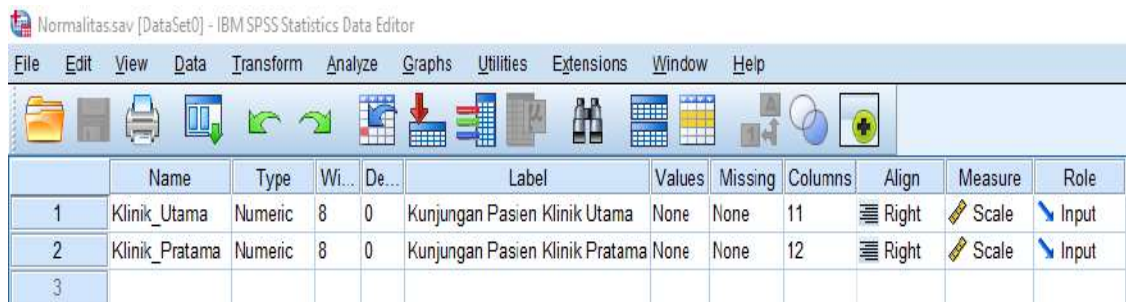 Normalitas.sav [DataSet0] - IBM SPSS Statistics Data Editor
File Edit View Data Transform Analyze Graphs Utilities Extensions Window Help
Name Type Wi... De... Label Values Missing Columns Align Measure Role
1 Klinik_Utama Numeric 8 0 Kunjungan Pasien Klinik Utama None None 11 Right Scale Input
2 Klinik_Pratama Numeric 8 0 Kunjungan Pasien Klinik Pratama None None 12 Right Scale Input
3